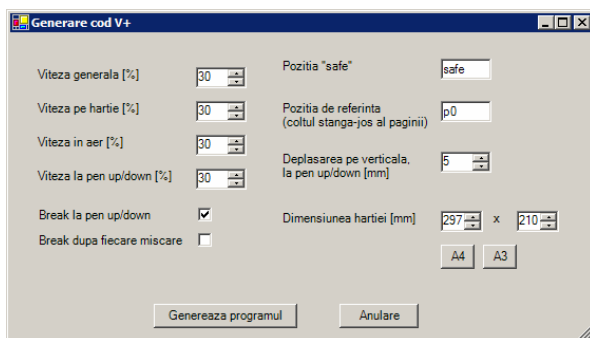 Generare cod V+
Viteza generala [%] 30
Viteza pe hartie [%] 30
Viteza in aer [%] 30
Viteza la pen up/down [%] 30
Break la pen up/down
Break dupa fiecare miscare
Pozitia "safe" safe
Pozitia de referinta
(coltul stanga-jos al paginii) p0
Deplasarea pe verticala,
la pen up/down [mm] 5
Dimensiunea hartiei [mm] 297 x 210
A4 A3
Genereaza programul Anulare